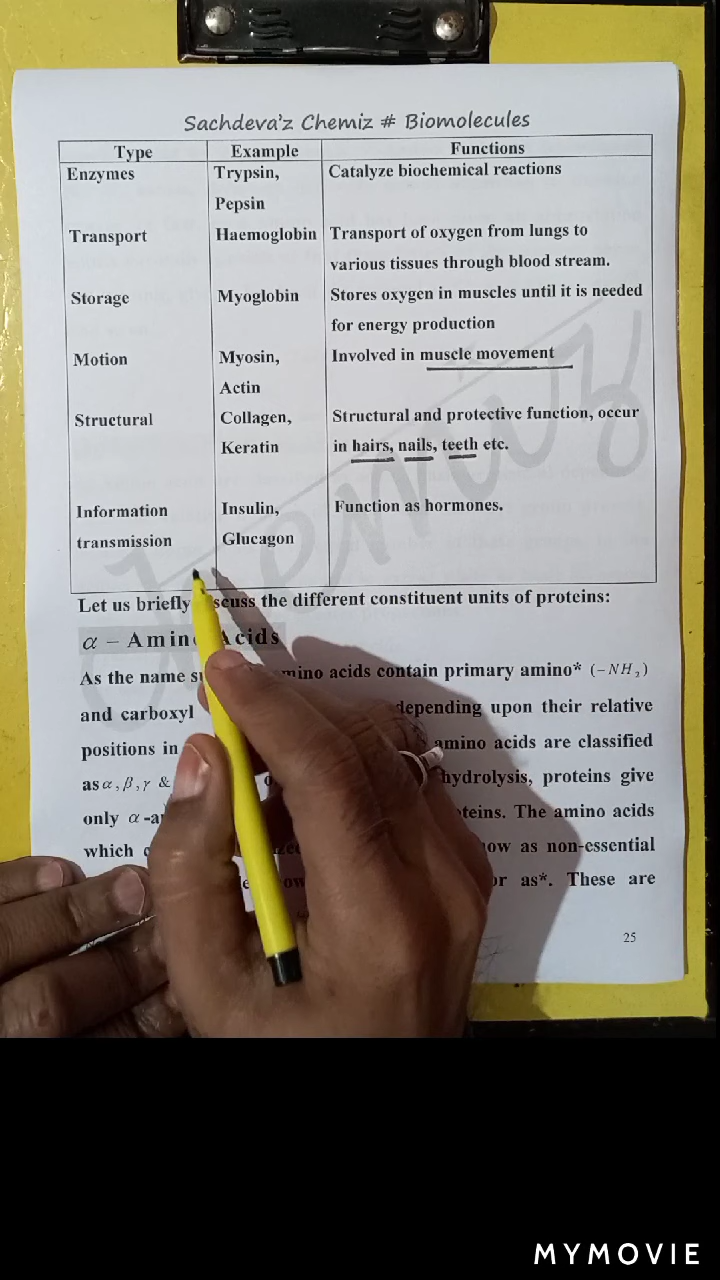 Sachdeva'z Chemiz # Biomolecules
Type Example Functions
Enzymes Trypsin, Catalyze biochemical reactions
Pepsin
Transport Haemoglobin Transport of oxygen from lungs to
various tissues through blood stream.
Storage Myoglobin Stores oxygen in muscles until it is needed
for energy production
Motion Myosin, Involved in muscle movement
Actin
Structural Collagen, Structural and protective function, occur
Keratin in hairs, nails, teeth etc.
Information Insulin, Function as hormones.
transmission Glucagon
Let us briefly the different constituent units of proteins:
α – Amino Acids
As the name amino acids contain primary amino* (–NH₂)
and carboxyl depending upon their relative
positions in amino acids are classified
as α, β, γ & hydrolysis, proteins give
only The amino acids
which as non-essential
as*. These are
25
Chemiz
MYMOVIE